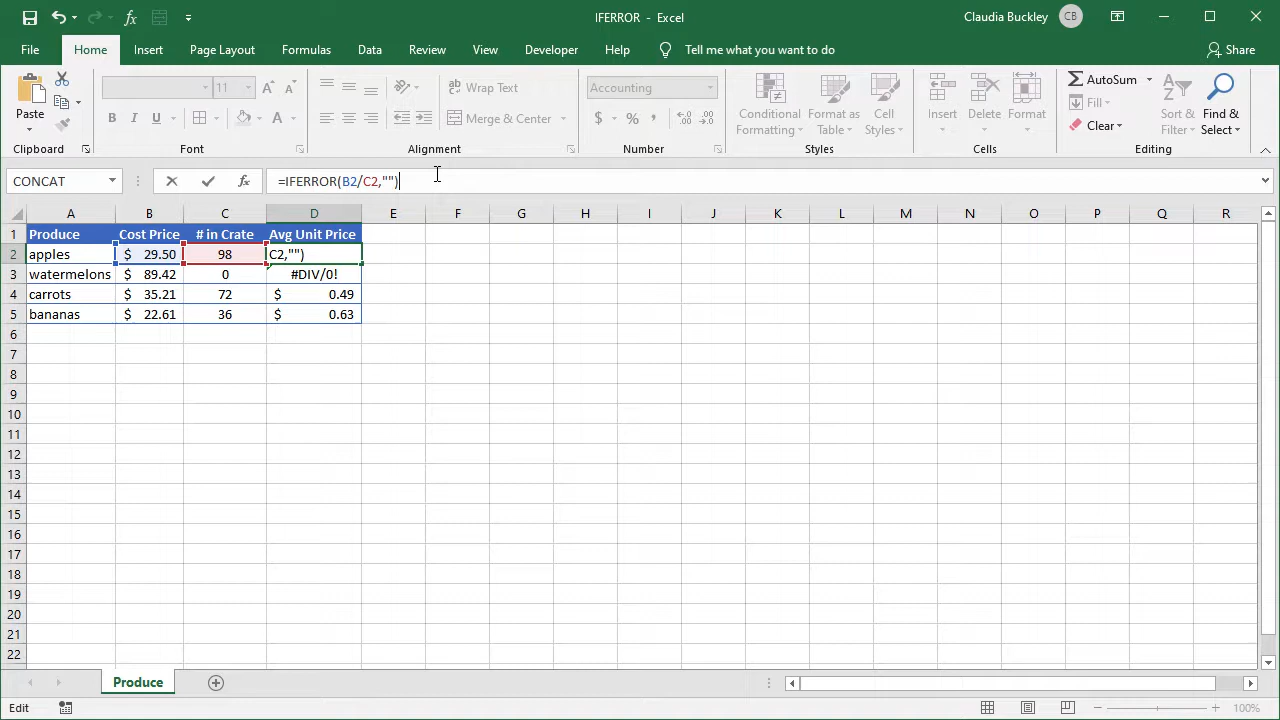 IFERROR - Excel
Claudia Buckley CB
File Home Insert Page Layout Formulas Data Review View Developer Help Tell me what you want to do Share
Paste
11 A A
B I U A
ab Wrap Text
Merge & Center
Accounting
$ % ,
Conditional Formatting
Format as Table
Cell Styles
Insert
Delete
Format
AutoSum
Fill
Clear
Sort & Filter
Find & Select
Clipboard Font Alignment Number Styles Cells Editing
CONCAT fx =IFERROR(B2/C2,"")
A B C D E F G H I J K L M N O P Q R
1 Produce Cost Price # in Crate Avg Unit Price
2 apples $ 29.50 98 C2,"")
3 watermelons $ 89.42 0 #DIV/0!
4 carrots $ 35.21 72 $ 0.49
5 bananas $ 22.61 36 $ 0.63
6
7
8
9
10
11
12
13
14
15
16
17
18
19
20
21
22
Produce
Edit 100%